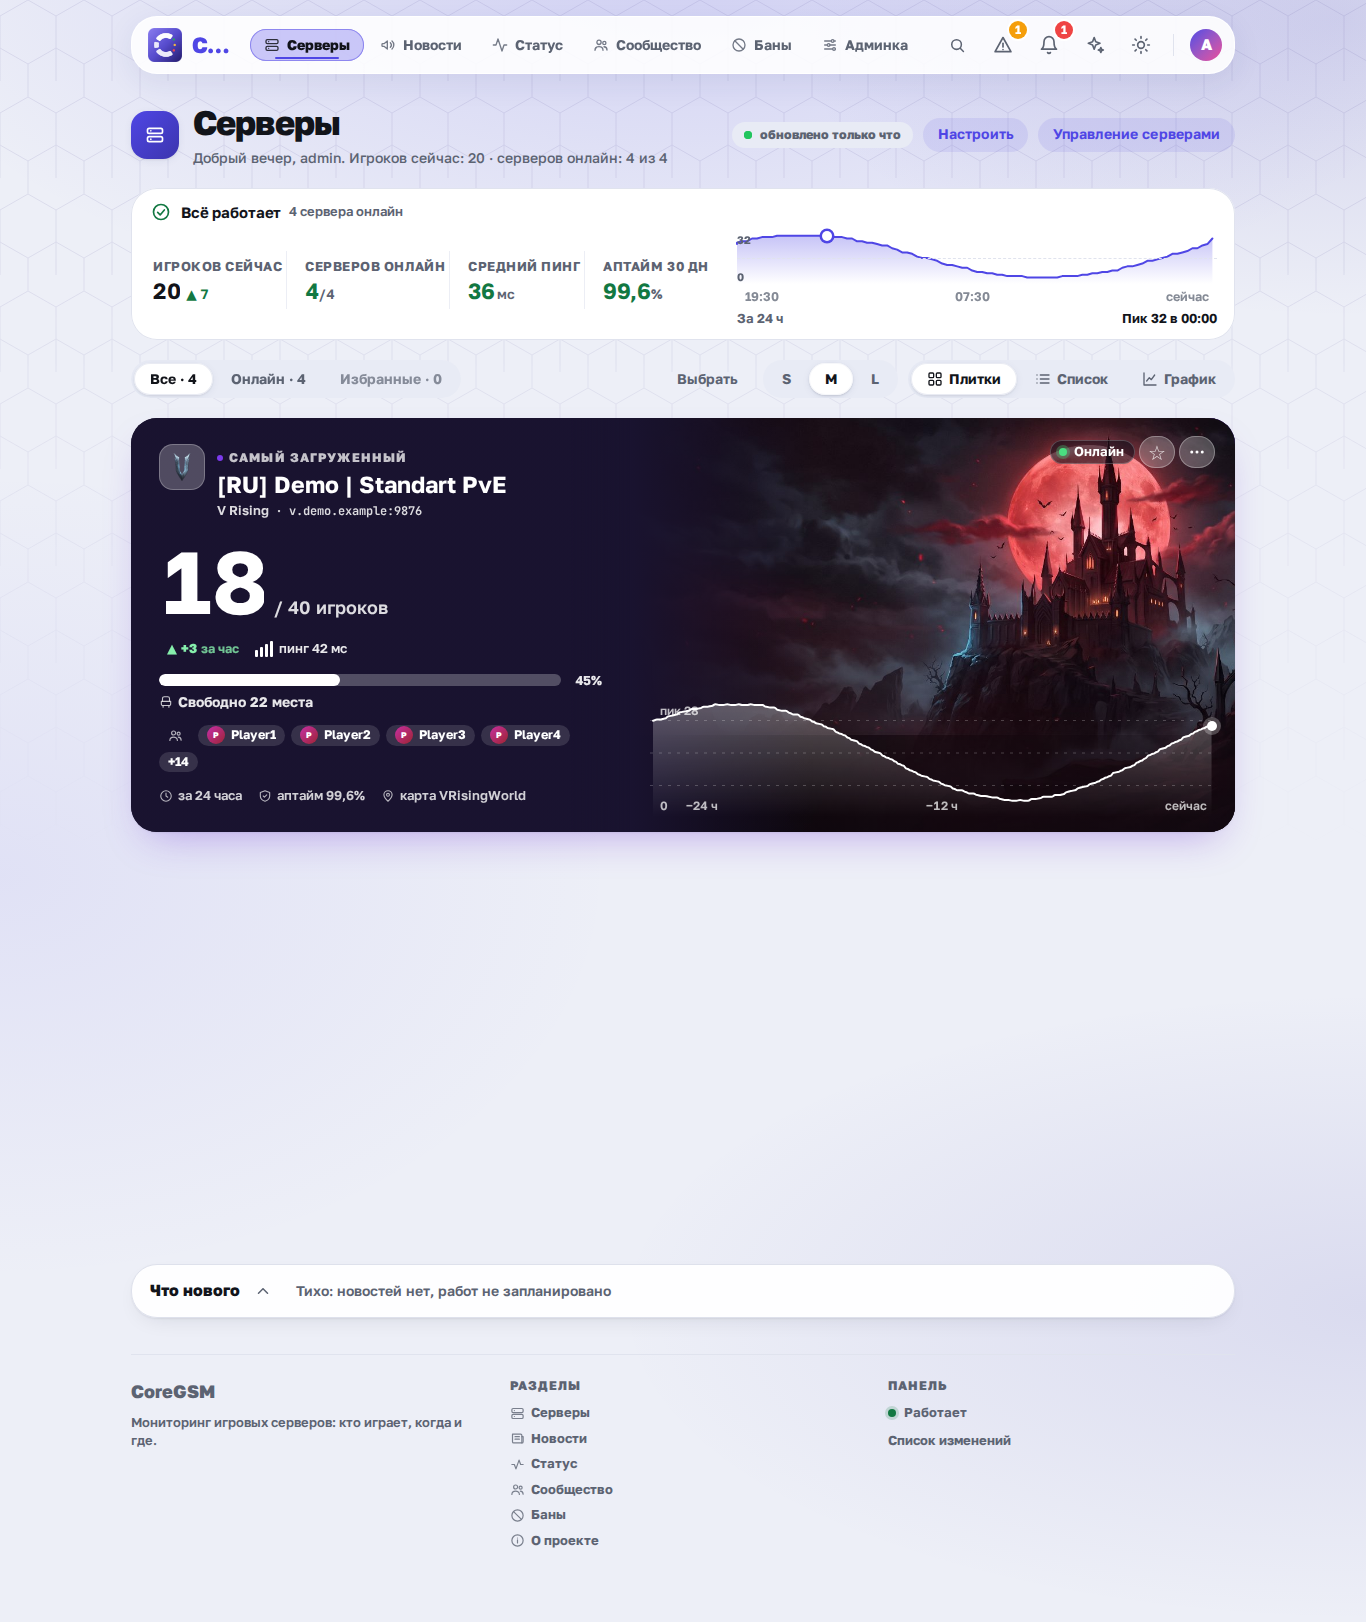 С...
Серверы
Новости
Статус
Сообщество
Баны
Админка
1
1
A
Серверы
Добрый вечер, admin. Игроков сейчас: 20 · серверов онлайн: 4 из 4
обновлено только что
Настроить
Управление серверами
Всё работает 4 сервера онлайн
ИГРОКОВ СЕЙЧАС
20 ▲ 7
СЕРВЕРОВ ОНЛАЙН
4/4
СРЕДНИЙ ПИНГ
36 мс
АПТАЙМ 30 ДН
99,6%
32
0
19:30 07:30 сейчас
За 24 ч Пик 32 в 00:00
Все · 4
Онлайн · 4
Избранные · 0
Выбрать
S
M
L
Плитки
Список
График
САМЫЙ ЗАГРУЖЕННЫЙ
[RU] Demo | Standart PvE
V Rising · v.demo.example:9876
Онлайн
18 / 40 игроков
▲ +3 за час пинг 42 мс
45%
Свободно 22 места
P Player1 P Player2 P Player3 P Player4
+14
за 24 часа аптайм 99,6% карта VRisingWorld
пик 28
0 −24 ч −12 ч сейчас
Что нового Тихо: новостей нет, работ не запланировано
CoreGSM
Мониторинг игровых серверов: кто играет, когда и
где.
РАЗДЕЛЫ
Серверы
Новости
Статус
Сообщество
Баны
О проекте
ПАНЕЛЬ
Работает
Список изменений